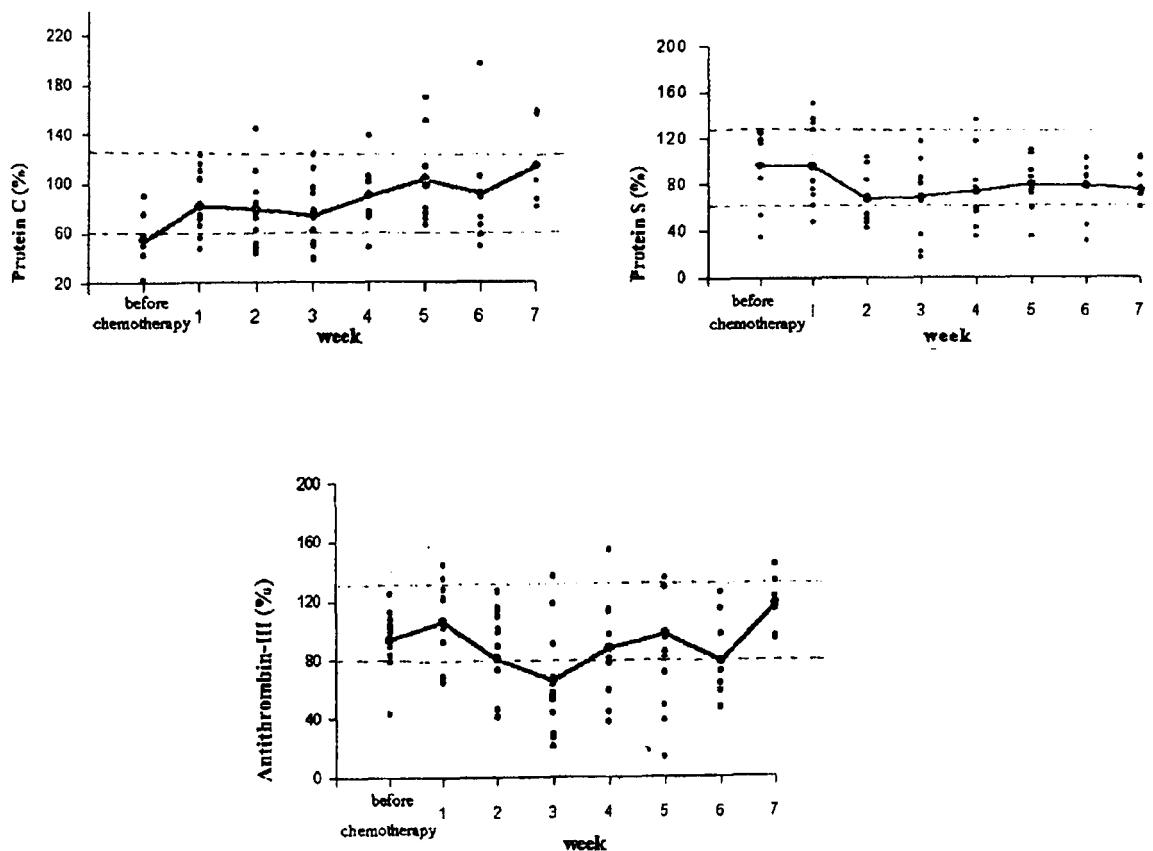 220
180
140
100
60
20
Protein C (%)
before
chemotherapy 1 2 3 4 5 6 7
week
200
160
120
80
40
0
Protein S (%)
before
chemotherapy 1 2 3 4 5 6 7
week
200
160
120
80
40
0
Antithrombin-III (%)
before
chemotherapy 1 2 3 4 5 6 7
week